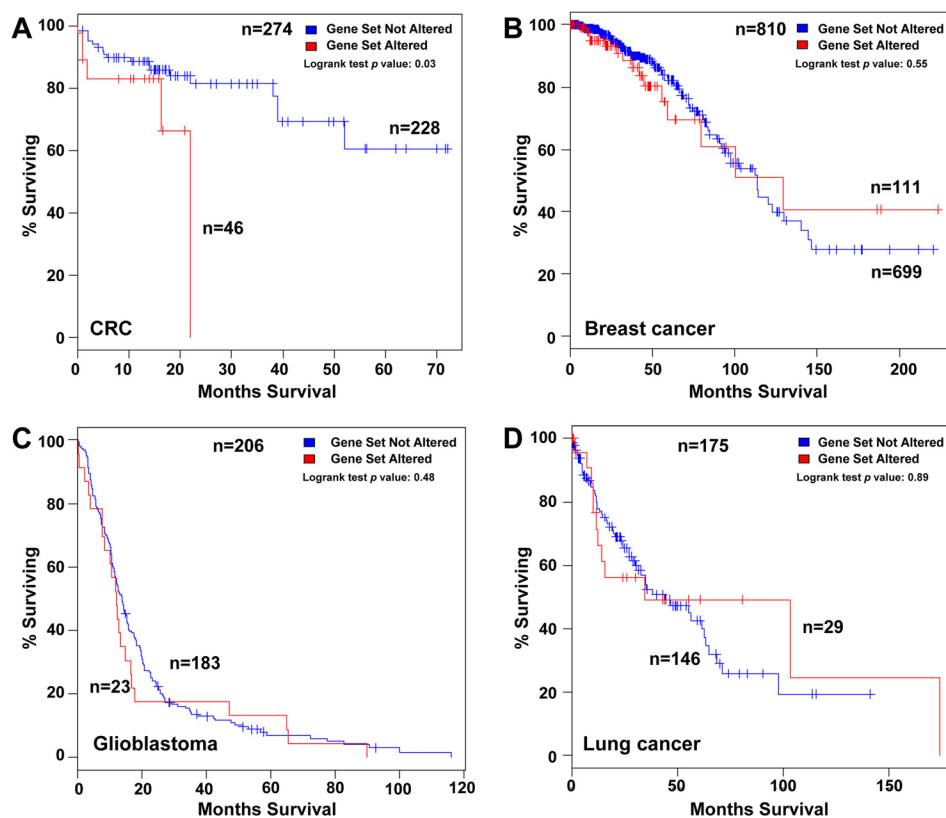 A
n=274
Gene Set Not Altered
Gene Set Altered
Logrank test p value: 0.03
100
80
60
40
20
0
% Surviving
n=228
n=46
CRC
0 10 20 30 40 50 60 70
Months Survival
B
n=810
Gene Set Not Altered
Gene Set Altered
Logrank test p value: 0.55
100
80
60
40
20
0
% Surviving
n=111
n=699
Breast cancer
0 50 100 150 200
Months Survival
C
n=206
Gene Set Not Altered
Gene Set Altered
Logrank test p value: 0.48
100
80
60
40
20
0
% Surviving
n=183
n=23
Glioblastoma
0 20 40 60 80 100 120
Months Survival
D
n=175
Gene Set Not Altered
Gene Set Altered
Logrank test p value: 0.89
100
80
60
40
20
0
% Surviving
n=29
n=146
Lung cancer
0 50 100 150
Months Survival